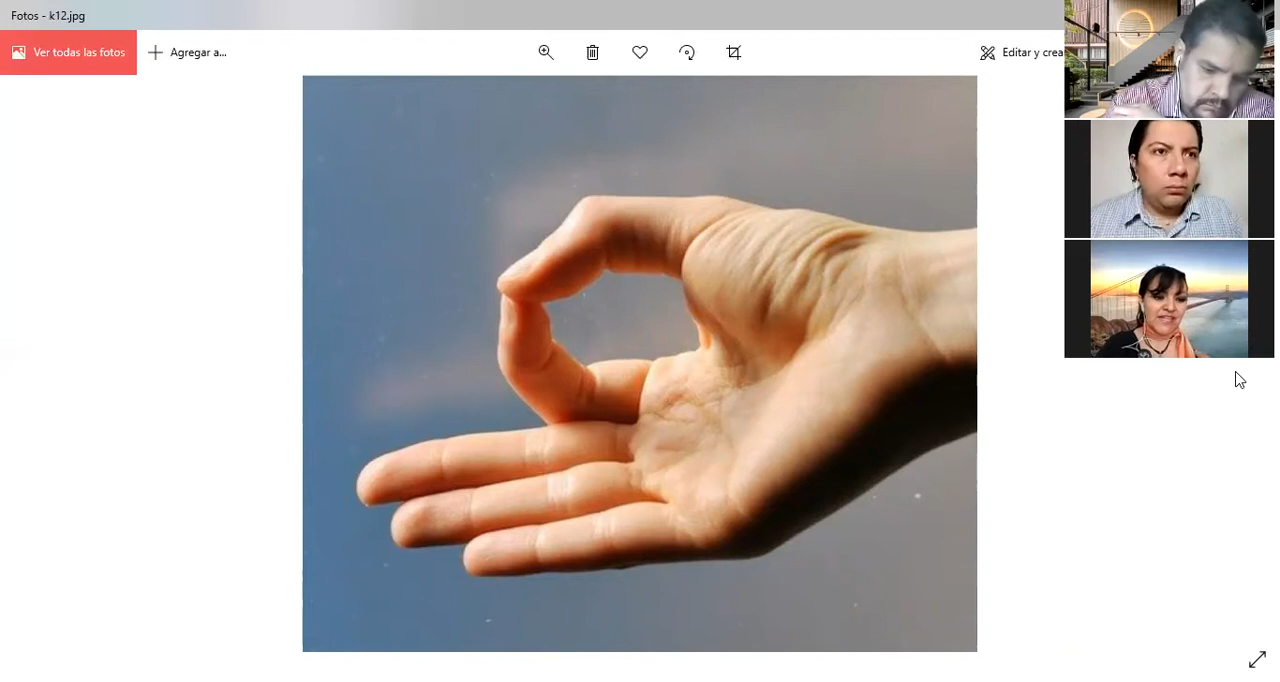 Fotos - k12.jpg
Ver todas las fotos
Agregar a...
Editar y crea